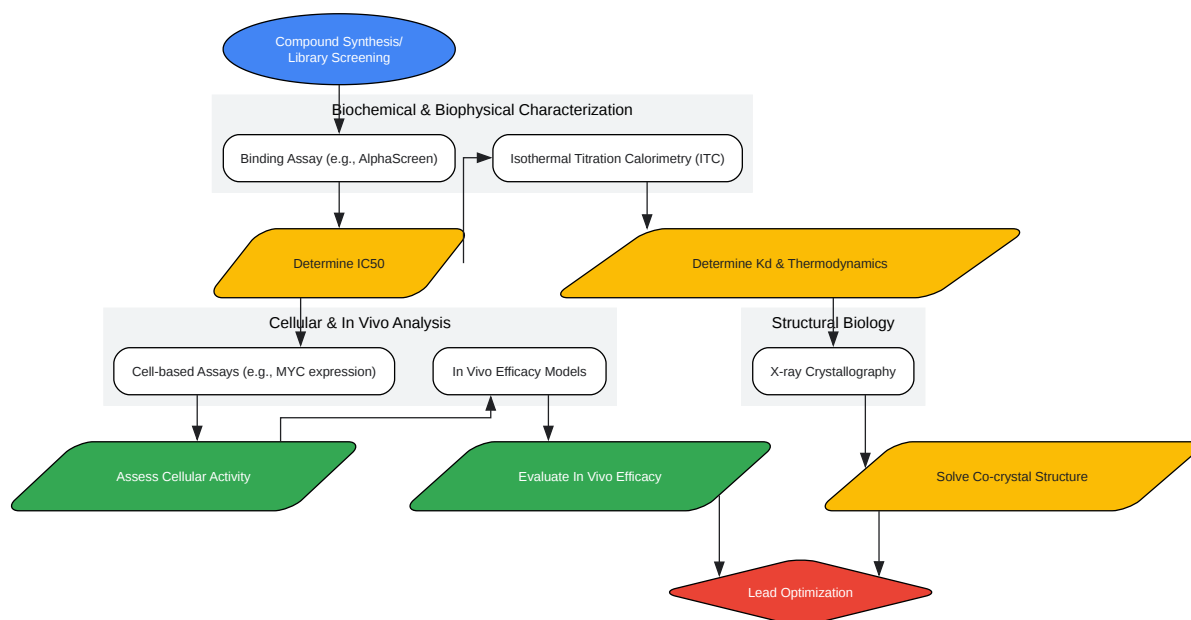 Compound Synthesis/
Library Screening
Biochemical & Biophysical Characterization
Binding Assay (e.g., AlphaScreen)
Isothermal Titration Calorimetry (ITC)
Determine IC50
Determine Kd & Thermodynamics
Cellular & In Vivo Analysis
Structural Biology
Cell-based Assays (e.g., MYC expression)
In Vivo Efficacy Models
X-ray Crystallography
Assess Cellular Activity
Evaluate In Vivo Efficacy
Solve Co-crystal Structure
Lead Optimization